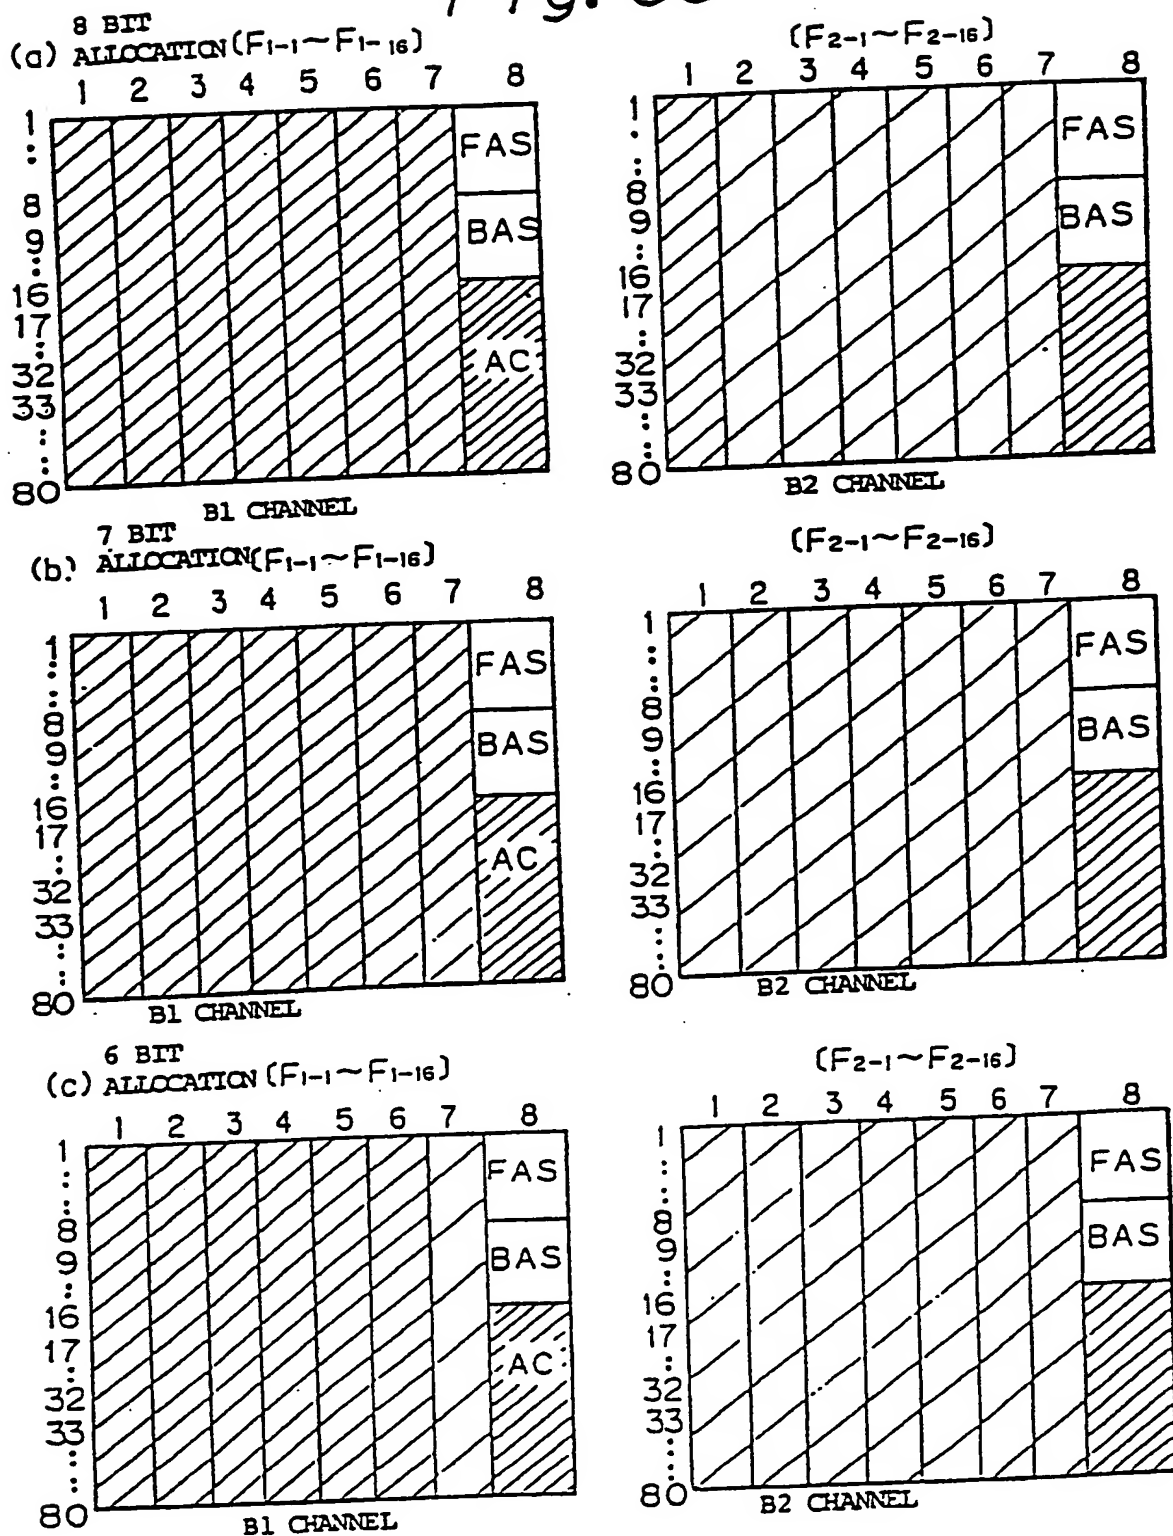 Fig.
8 BIT
(a) ALLOCATION (F1-1~F1-16)
(F2-1~F2-16)
1 2 3 4 5 6 7 8
1 2 3 4 5 6 7 8
1
:
8
9
:
16
17
:
32
33
:
80
FAS
BAS
AC
B1 CHANNEL
1
:
8
9
:
16
17
:
32
33
:
80
FAS
BAS
B2 CHANNEL
7 BIT
(b) ALLOCATION (F1-1~F1-16)
(F2-1~F2-16)
1 2 3 4 5 6 7 8
1 2 3 4 5 6 7 8
1
:
8
9
:
16
17
:
32
33
:
80
FAS
BAS
AC
B1 CHANNEL
1
:
8
9
:
16
17
:
32
33
:
80
FAS
BAS
B2 CHANNEL
6 BIT
(c) ALLOCATION (F1-1~F1-16)
(F2-1~F2-16)
1 2 3 4 5 6 7 8
1 2 3 4 5 6 7 8
1
:
8
9
:
16
17
:
32
33
:
80
FAS
BAS
AC
B1 CHANNEL
1
:
8
9
:
16
17
:
32
33
:
80
FAS
BAS
B2 CHANNEL